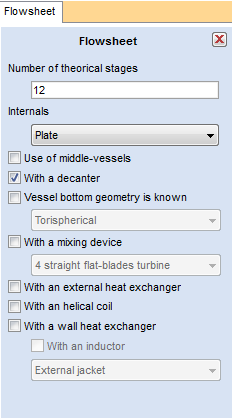 Flowsheet
Flowsheet
Number of theorical stages
12
Internals
Plate
Use of middle-vessels
With a decanter
Vessel bottom geometry is known
Torispherical
With a mixing device
4 straight flat-blades turbine
With an external heat exchanger
With an helical coil
With a wall heat exchanger
With an inductor
External jacket